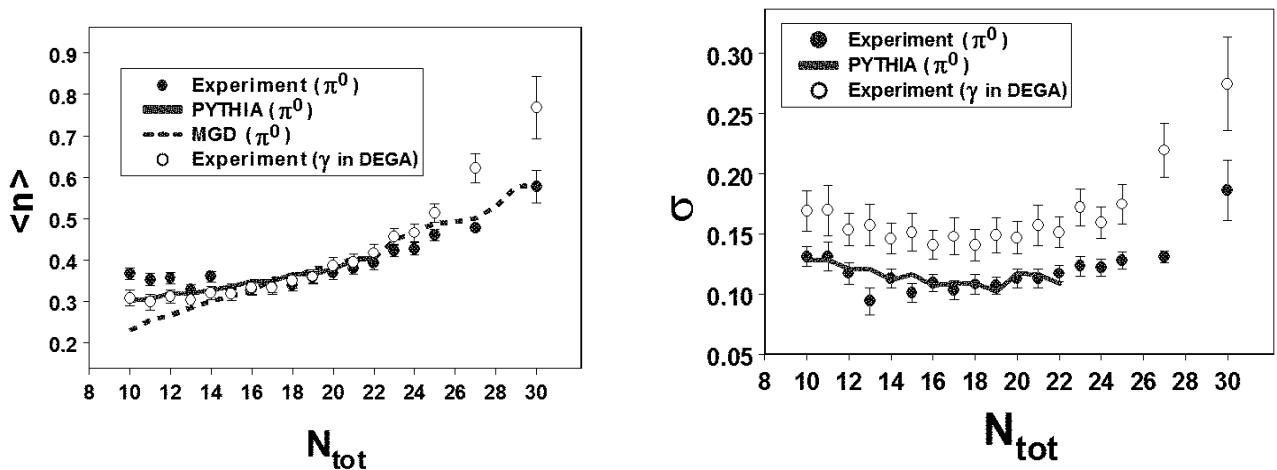 0.9
0.8
0.7
0.6
0.5
0.4
0.3
0.2
<n>
Experiment (π⁰)
PYTHIA (π⁰)
MGD (π⁰)
Experiment (γ in DEGA)
8 10 12 14 16 18 20 22 24 26 28 30
N_tot
0.30
0.25
0.20
0.15
0.10
0.05
σ
Experiment (π⁰)
PYTHIA (π⁰)
Experiment (γ in DEGA)
8 10 12 14 16 18 20 22 24 26 28 30
N_tot